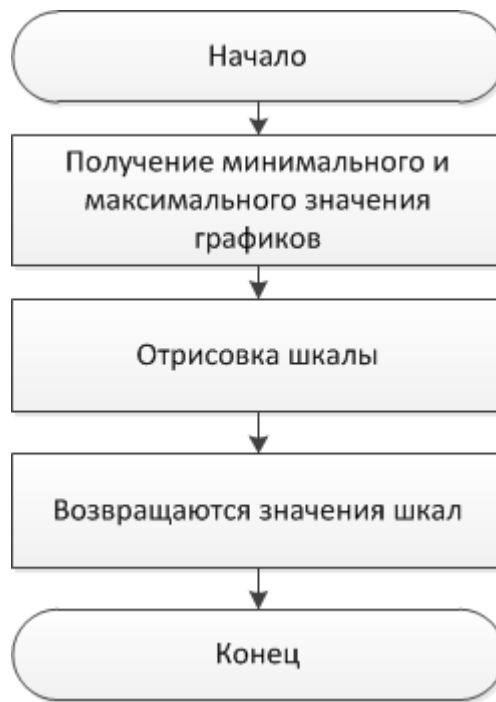 Начало
Получение минимального и
максимального значения
графиков
Отрисовка шкалы
Возвращаются значения шкал
Конец